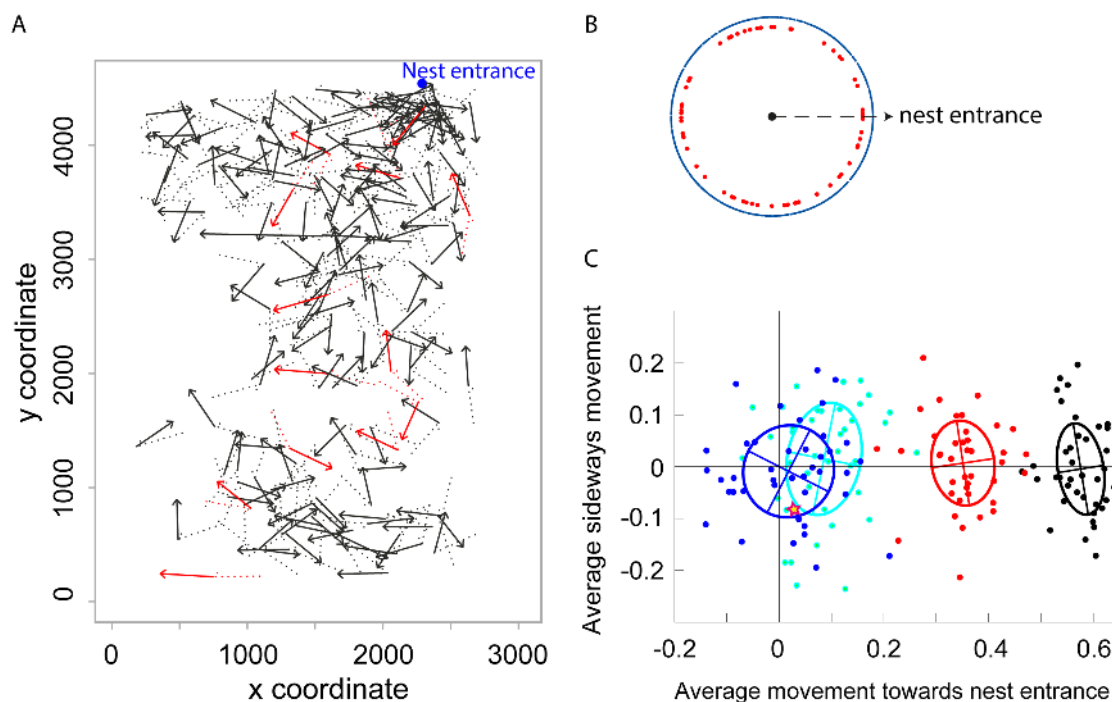 A
Nest entrance
4000
3000
2000
1000
0
y coordinate
0
1000
2000
3000
x coordinate
B
nest entrance
C
0.2
0.1
0
-0.1
-0.2
Average sideways movement
-0.2
0
0.2
0.4
0.6
Average movement towards nest entrance